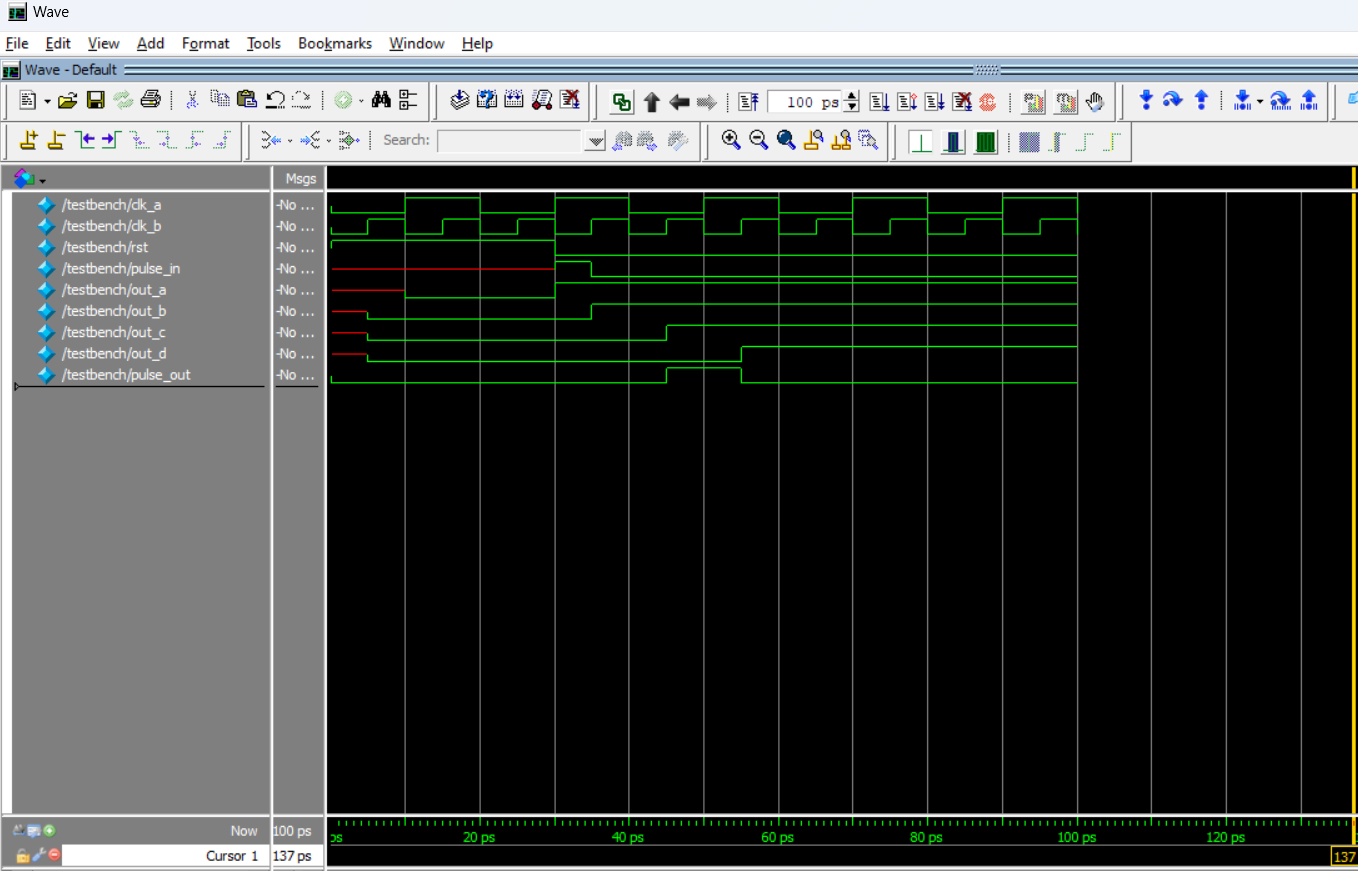 Wave
File Edit View Add Format Tools Bookmarks Window Help
Wave - Default
100 ps
Search:
Msgs
/testbench/clk_a -No ...
/testbench/clk_b -No ...
/testbench/rst -No ...
/testbench/pulse_in -No ...
/testbench/out_a -No ...
/testbench/out_b -No ...
/testbench/out_c -No ...
/testbench/out_d -No ...
/testbench/pulse_out -No ...
Now 100 ps
ps 20 ps 40 ps 60 ps 80 ps 100 ps 120 ps
Cursor 1 137 ps 137